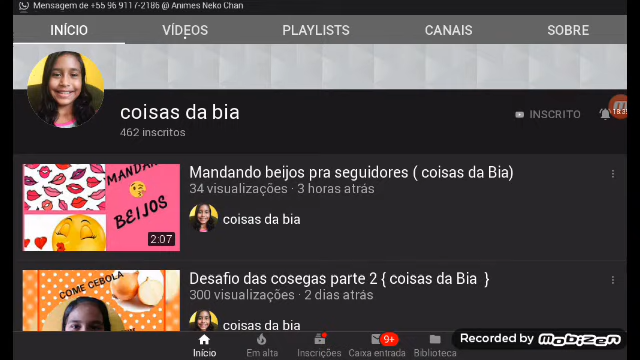 Mensagem de +55 96 9117-2186 @ Animes Neko Chan
INÍCIO
VÍDEOS
PLAYLISTS
CANAIS
SOBRE
coisas da bia
INSCRITO
18:35
462 inscritos
MANDAN
BEIJOS
2:07
Mandando beijos pra seguidores ( coisas da Bia)
34 visualizações · 3 horas atrás
coisas da bia
COME CEBOLA
Desafio das cosegas parte 2 { coisas da Bia }
300 visualizações · 2 dias atrás
coisas da bia
9+
Início
Em alta
Inscrições
Caixa entrada
Biblioteca
Recorded by Mobizen